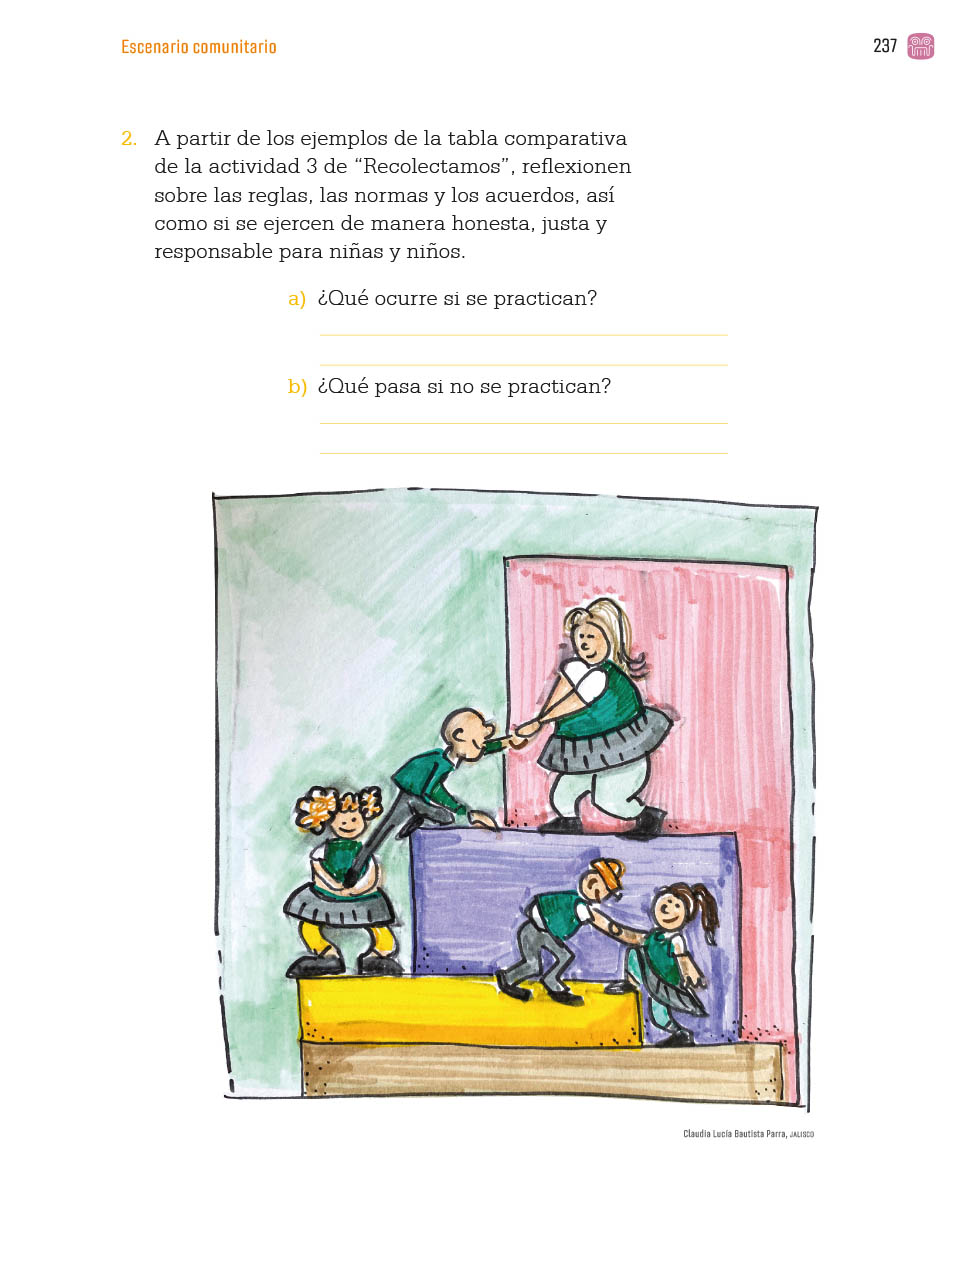 Escenario comunitario
237
2. A partir de los ejemplos de la tabla comparativa
de la actividad 3 de “Recolectamos”, reflexionen
sobre las reglas, las normas y los acuerdos, así
como si se ejercen de manera honesta, justa y
responsable para niñas y niños.
a) ¿Qué ocurre si se practican?
b) ¿Qué pasa si no se practican?
Claudia Lucía Bautista Parra, JALISCO